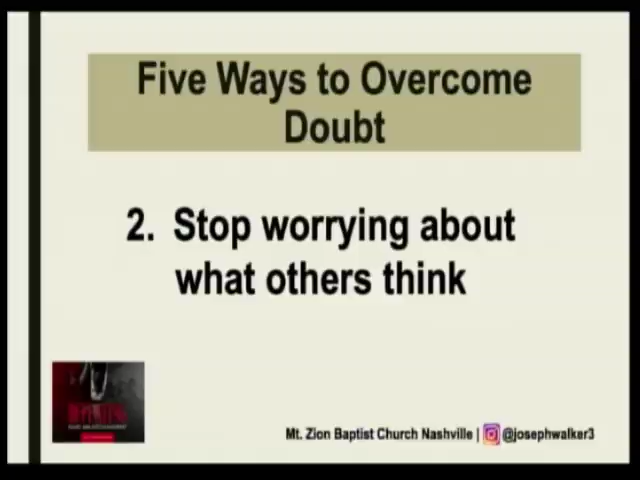 Five Ways to Overcome
Doubt
2. Stop worrying about
what others think
Mt. Zion Baptist Church Nashville | @josephwalker3